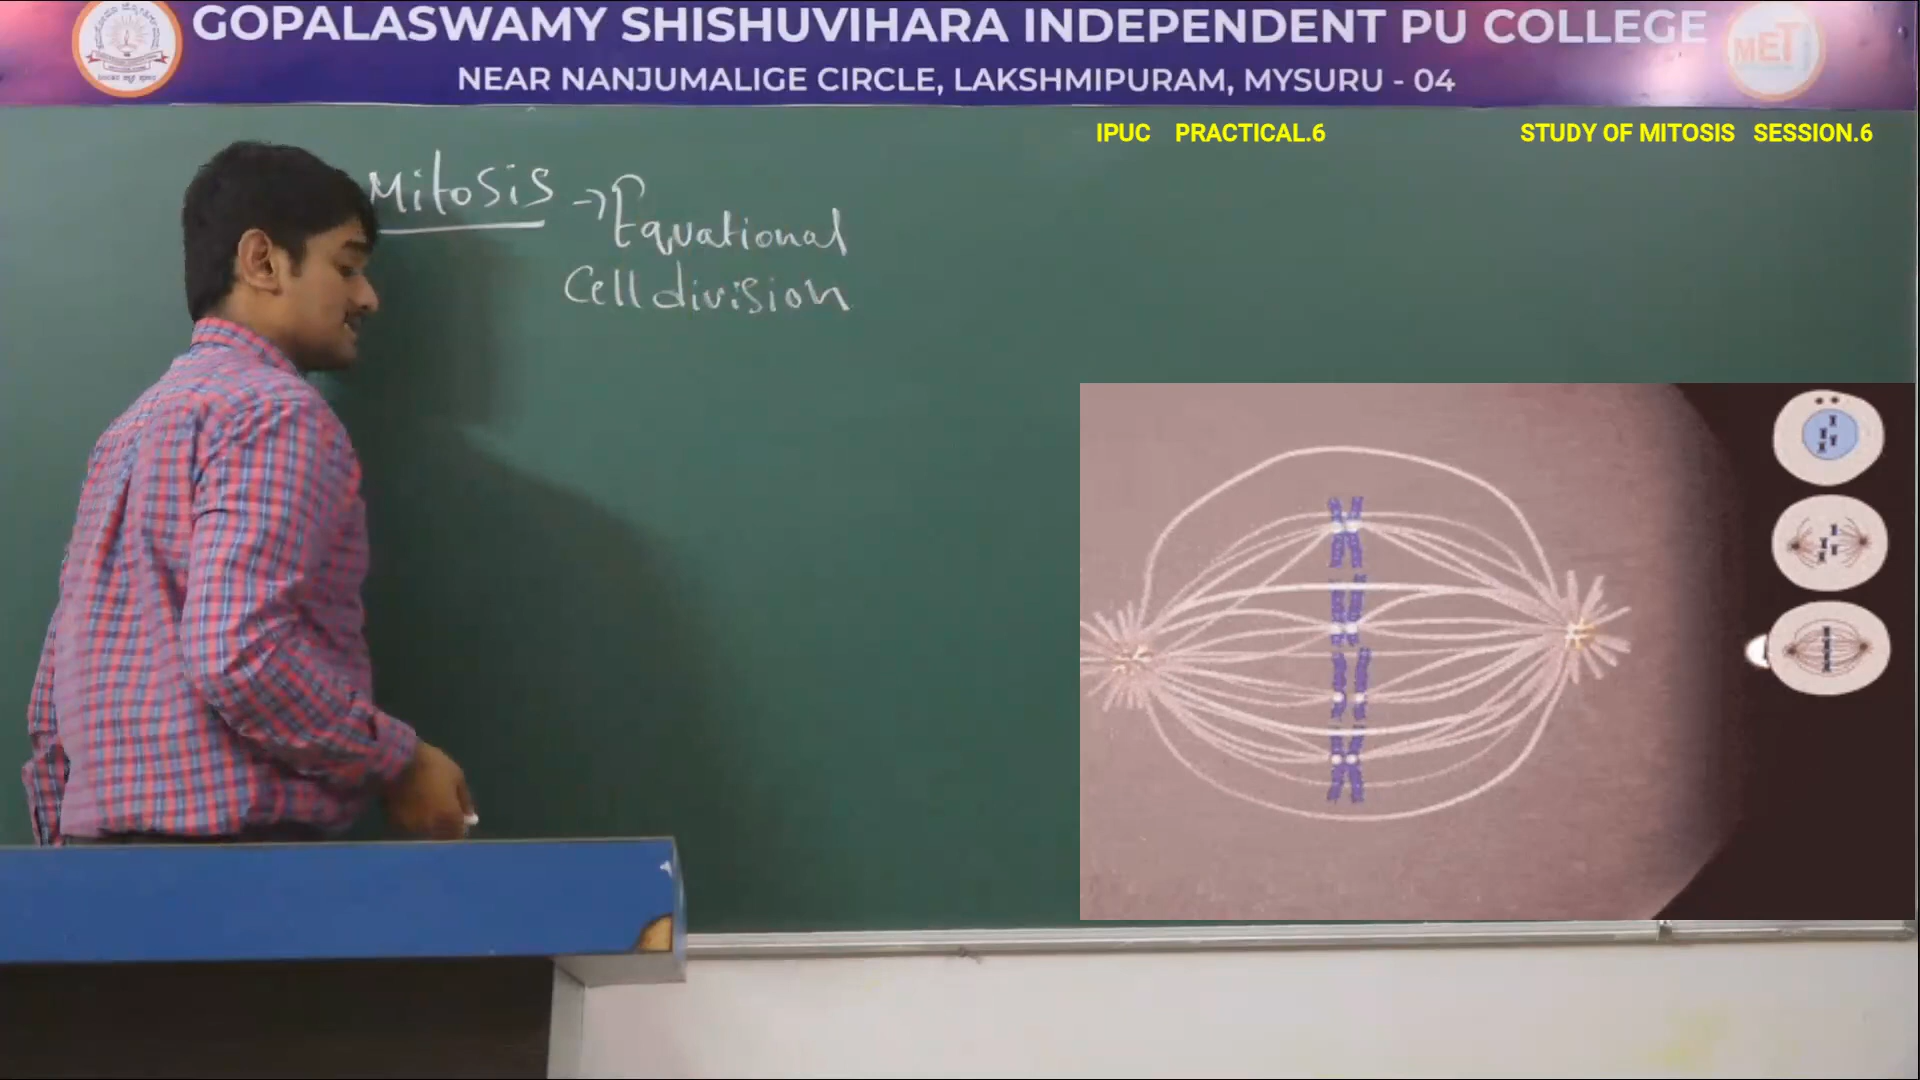 GOPALASWAMY SHISHUVIHARA INDEPENDENT PU COLLEGE
MET
NEAR NANJUMALIGE CIRCLE, LAKSHMIPURAM, MYSURU - 04
IPUC PRACTICAL.6 STUDY OF MITOSIS SESSION.6
Mitosis → Equational
Cell division